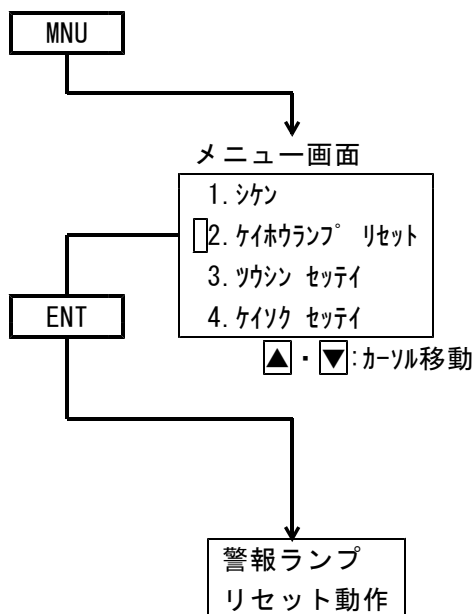 MNU
メニュー画面
1. ｼｹﾝ
2. ｹｲﾎｳﾗﾝﾌﾟ ﾘｾｯﾄ
3. ﾂｳｼﾝ ｾｯﾃｲ
4. ｹｲｿｸ ｾｯﾃｲ
ENT
▲・▼:ｶｰｿﾙ移動
警報ランプ
リセット動作